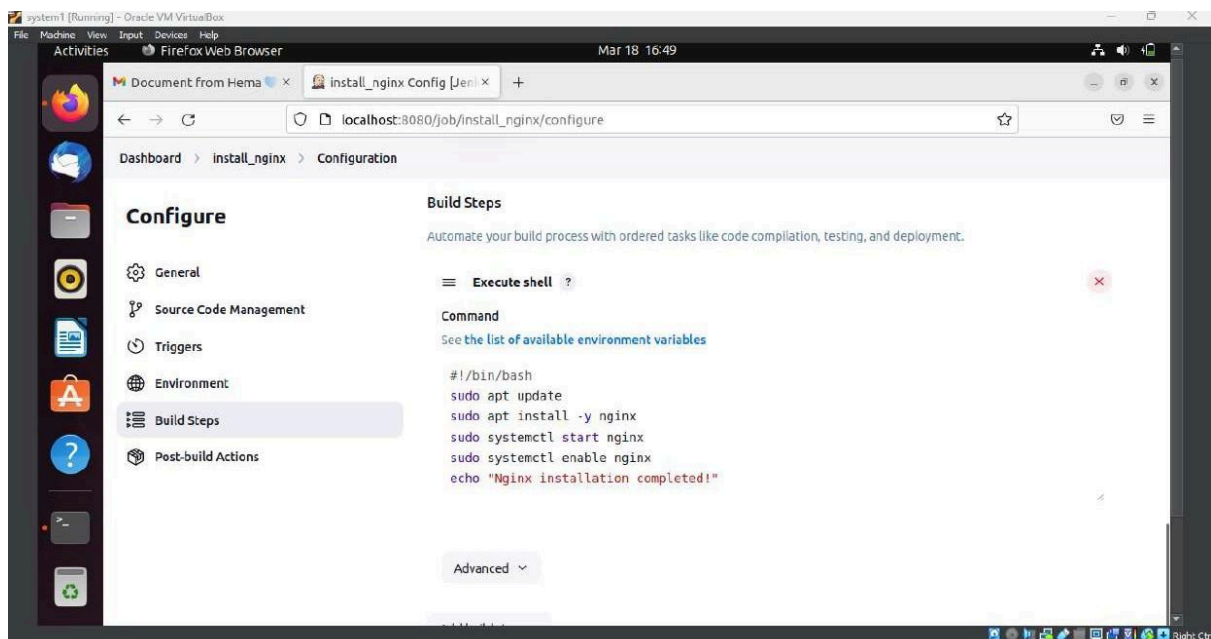 system1 [Running] - Oracle VM VirtualBox
File Machine View Input Devices Help
Activities Firefox Web Browser Mar 18 16:49
Document from Hema × install_nginx Config [Jen × +
localhost:8080/job/install_nginx/configure
Dashboard > install_nginx > Configuration
Configure
General
Source Code Management
Triggers
Environment
Build Steps
Post-build Actions
Build Steps
Automate your build process with ordered tasks like code compilation, testing, and deployment.
Execute shell ?
Command
See the list of available environment variables
#!/bin/bash
sudo apt update
sudo apt install -y nginx
sudo systemctl start nginx
sudo systemctl enable nginx
echo "Nginx installation completed!"
Advanced
Right Ctrl